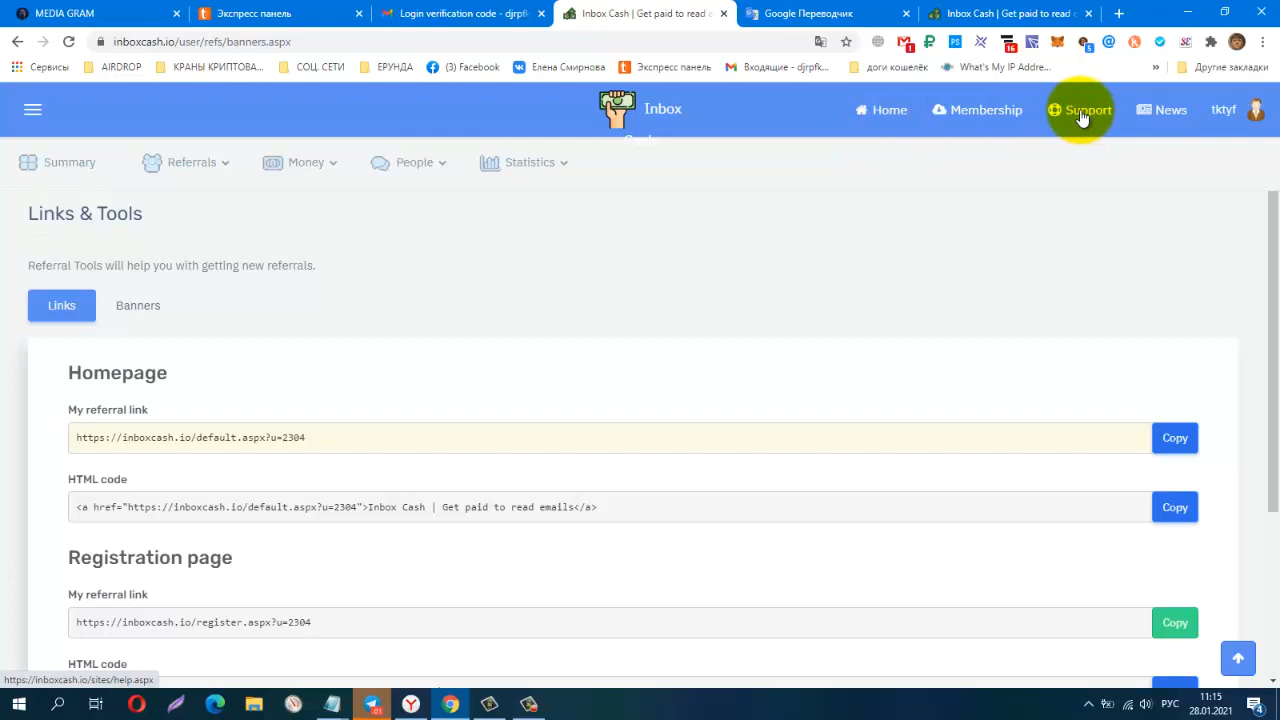 MEDIA GRAM
Экспресс панель
Login verification code - djrpf
Inbox Cash | Get paid to read
Google Переводчик
Inbox Cash | Get paid to read
inboxcash.io/user/refs/banners.aspx
Сервисы
AIRDROP
КРАНЫ КРИПТОВА...
СОЦ. СЕТИ
ЕРУНДА
(3) Facebook
Елена Смирнова
Экспресс панель
Входящие - djrpfk...
доги кошелёк
What's My IP Addre...
»
Другие закладки
Inbox
Cash
Home
Membership
Support
News
tktyf
Summary
Referrals
Money
People
Statistics
Links & Tools
Referral Tools will help you with getting new referrals.
Links
Banners
Homepage
My referral link
https://inboxcash.io/default.aspx?u=2304
Copy
HTML code
<a href="https://inboxcash.io/default.aspx?u=2304">Inbox Cash | Get paid to read emails</a>
Copy
Registration page
My referral link
https://inboxcash.io/register.aspx?u=2304
Copy
HTML code
https://inboxcash.io/sites/help.aspx
РУС
11:15
28.01.2021